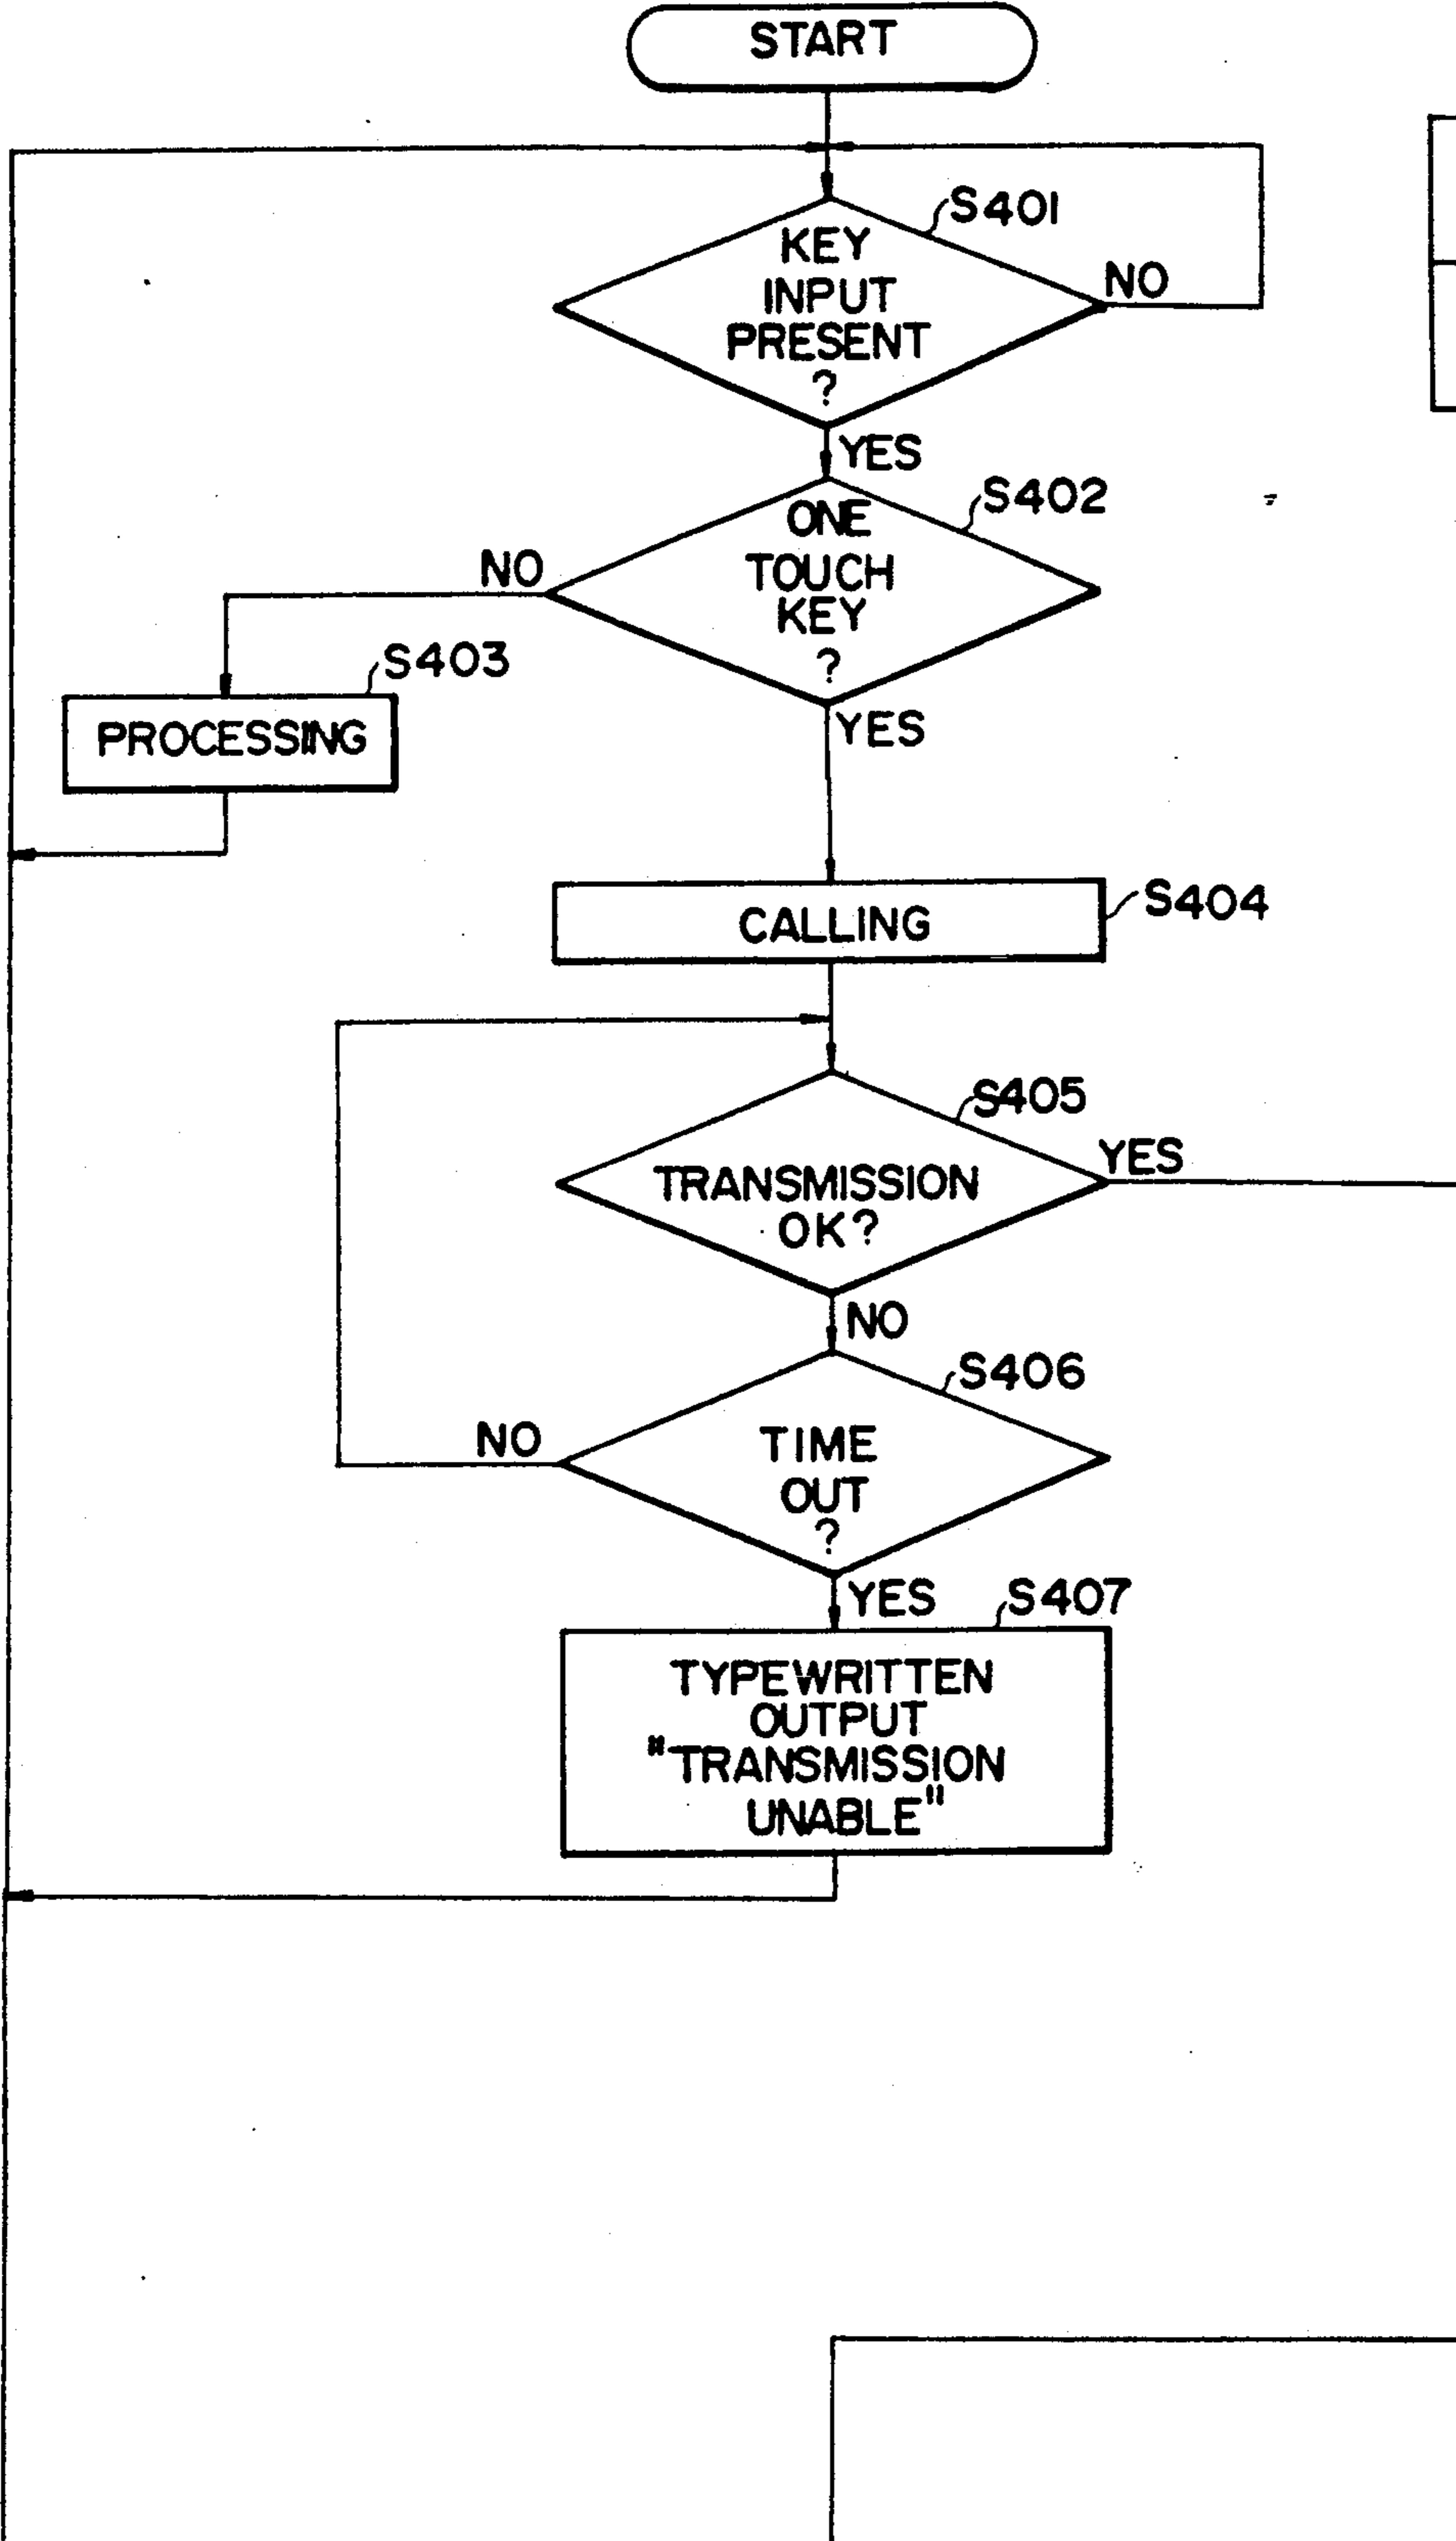 START
S401
KEY
INPUT
PRESENT
?
NO
YES
S402
ONE
TOUCH
KEY
?
NO
YES
S403
PROCESSING
S404
CALLING
S405
TRANSMISSION
OK?
YES
NO
S406
TIME
OUT
?
NO
YES
S407
TYPEWRITTEN
OUTPUT
"TRANSMISSION
UNABLE"